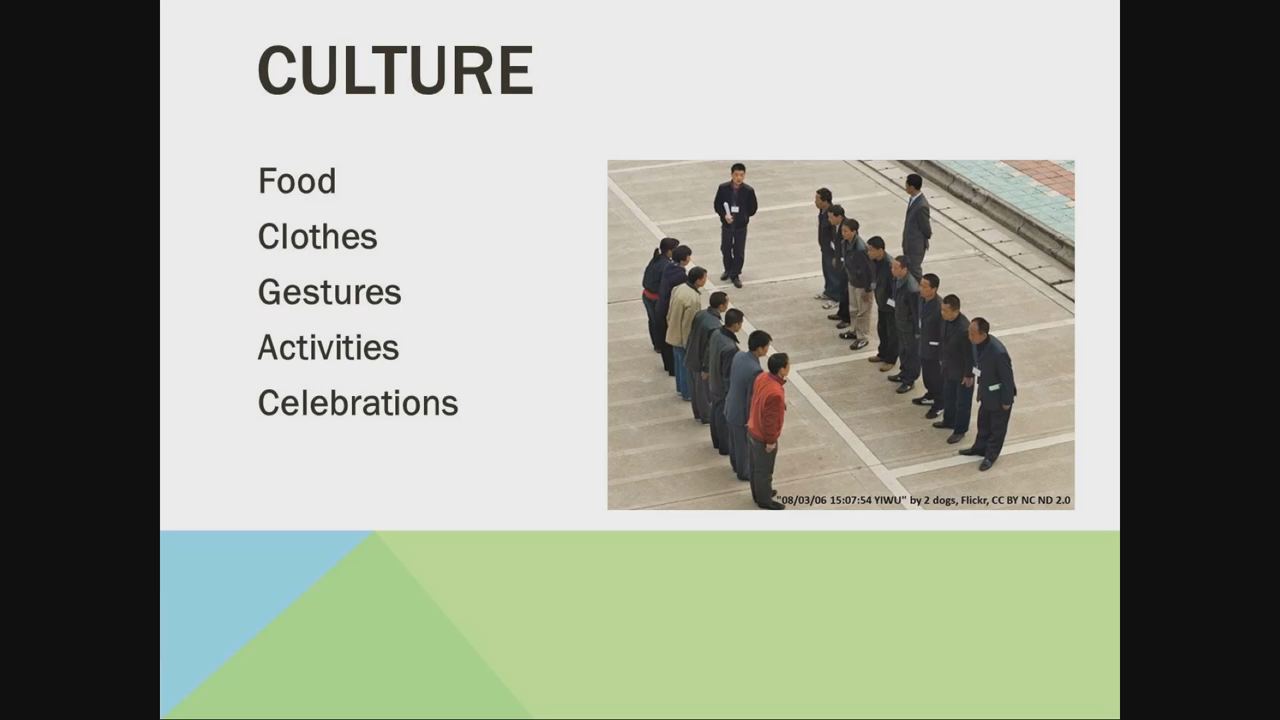 CULTURE
Food
Clothes
Gestures
Activities
Celebrations
"08/03/06 15:07:54 YIWU" by 2 dogs, Flickr, CC BY NC ND 2.0